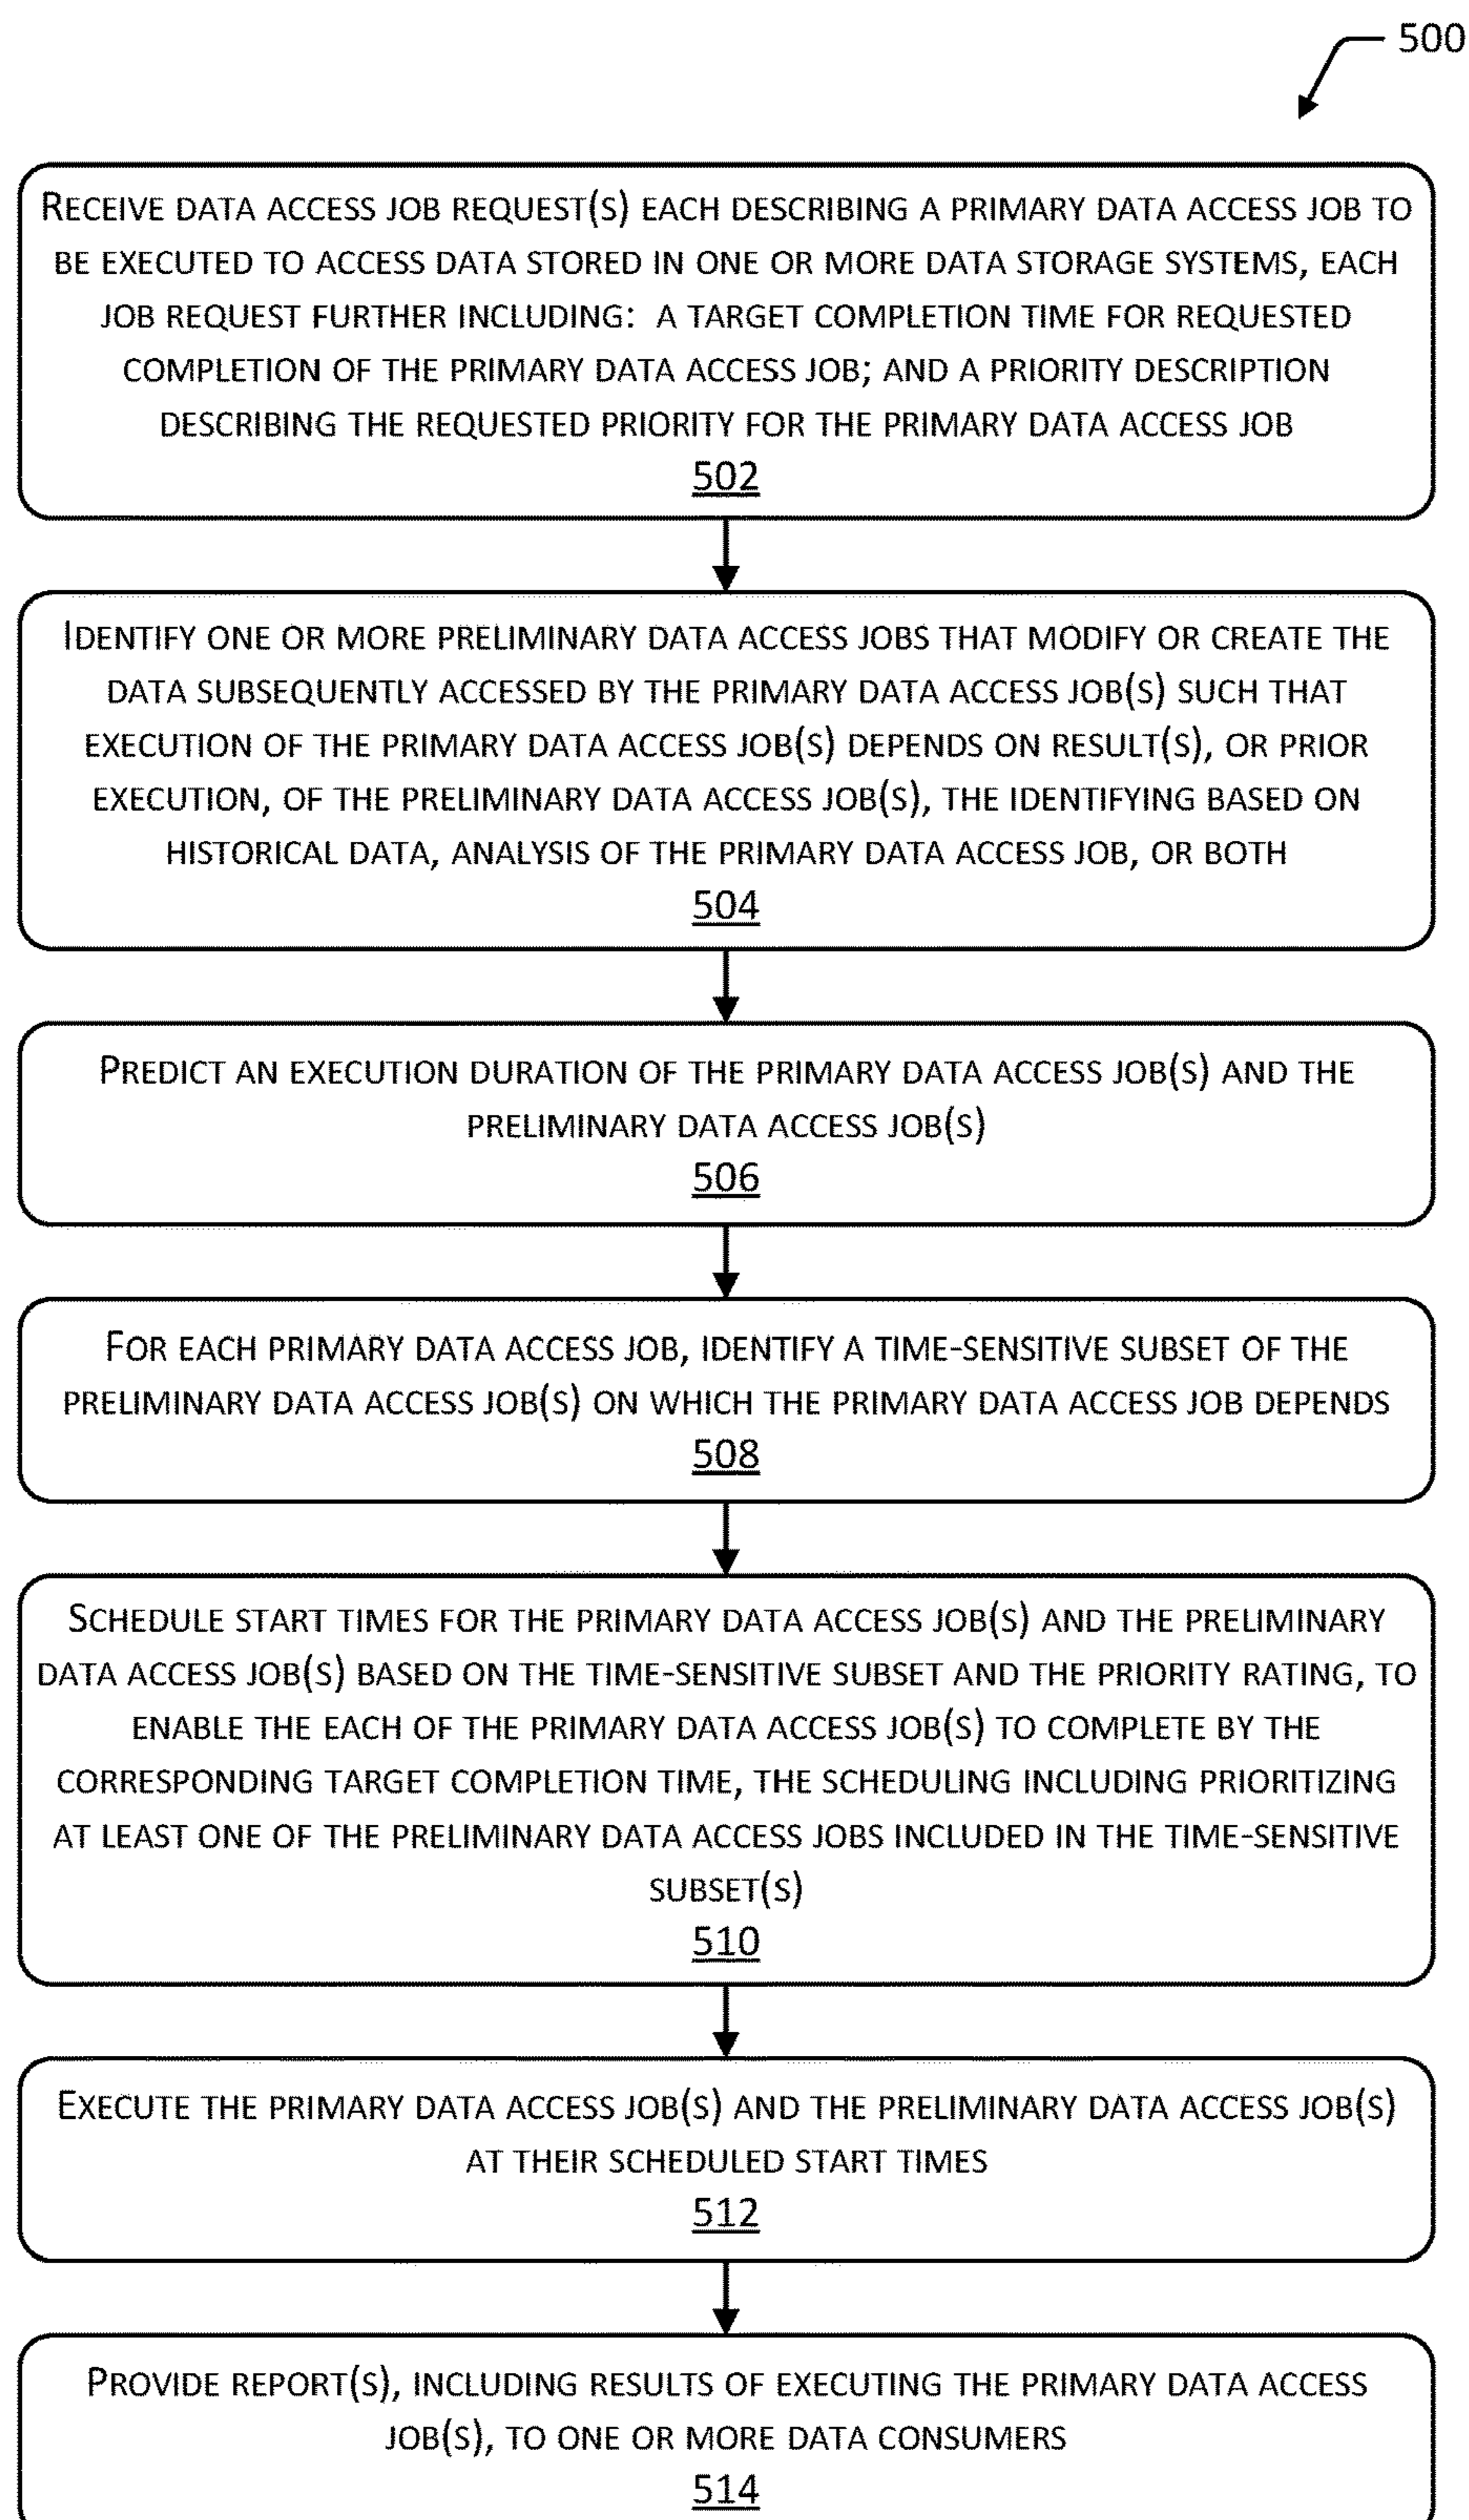 500
RECEIVE DATA ACCESS JOB REQUEST(S) EACH DESCRIBING A PRIMARY DATA ACCESS JOB TO
BE EXECUTED TO ACCESS DATA STORED IN ONE OR MORE DATA STORAGE SYSTEMS, EACH
JOB REQUEST FURTHER INCLUDING: A TARGET COMPLETION TIME FOR REQUESTED
COMPLETION OF THE PRIMARY DATA ACCESS JOB; AND A PRIORITY DESCRIPTION
DESCRIBING THE REQUESTED PRIORITY FOR THE PRIMARY DATA ACCESS JOB
502
IDENTIFY ONE OR MORE PRELIMINARY DATA ACCESS JOBS THAT MODIFY OR CREATE THE
DATA SUBSEQUENTLY ACCESSED BY THE PRIMARY DATA ACCESS JOB(S) SUCH THAT
EXECUTION OF THE PRIMARY DATA ACCESS JOB(S) DEPENDS ON RESULT(S), OR PRIOR
EXECUTION, OF THE PRELIMINARY DATA ACCESS JOB(S), THE IDENTIFYING BASED ON
HISTORICAL DATA, ANALYSIS OF THE PRIMARY DATA ACCESS JOB, OR BOTH
504
PREDICT AN EXECUTION DURATION OF THE PRIMARY DATA ACCESS JOB(S) AND THE
PRELIMINARY DATA ACCESS JOB(S)
506
FOR EACH PRIMARY DATA ACCESS JOB, IDENTIFY A TIME-SENSITIVE SUBSET OF THE
PRELIMINARY DATA ACCESS JOB(S) ON WHICH THE PRIMARY DATA ACCESS JOB DEPENDS
508
SCHEDULE START TIMES FOR THE PRIMARY DATA ACCESS JOB(S) AND THE PRELIMINARY
DATA ACCESS JOB(S) BASED ON THE TIME-SENSITIVE SUBSET AND THE PRIORITY RATING, TO
ENABLE THE EACH OF THE PRIMARY DATA ACCESS JOB(S) TO COMPLETE BY THE
CORRESPONDING TARGET COMPLETION TIME, THE SCHEDULING INCLUDING PRIORITIZING
AT LEAST ONE OF THE PRELIMINARY DATA ACCESS JOBS INCLUDED IN THE TIME-SENSITIVE
SUBSET(S)
510
EXECUTE THE PRIMARY DATA ACCESS JOB(S) AND THE PRELIMINARY DATA ACCESS JOB(S)
AT THEIR SCHEDULED START TIMES
512
PROVIDE REPORT(S), INCLUDING RESULTS OF EXECUTING THE PRIMARY DATA ACCESS
JOB(S), TO ONE OR MORE DATA CONSUMERS
514